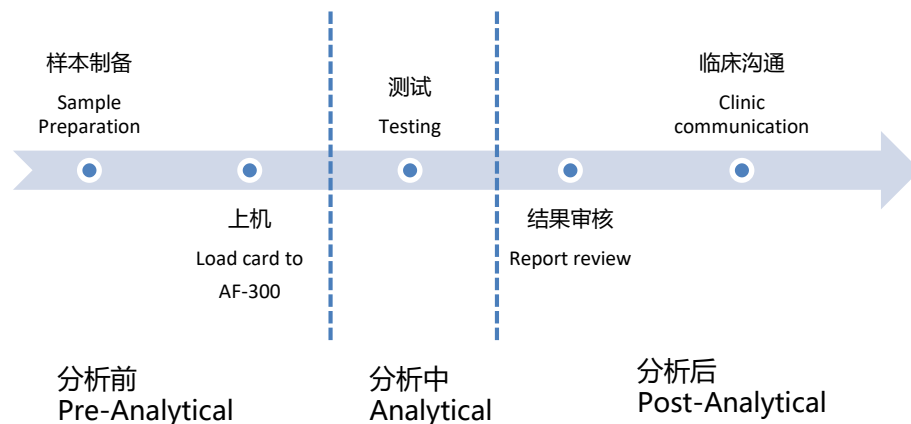 样本制备
Sample
Preparation
上机
Load card to
AF-300
测试
Testing
结果审核
Report review
临床沟通
Clinic
communication
分析前
Pre-Analytical
分析中
Analytical
分析后
Post-Analytical